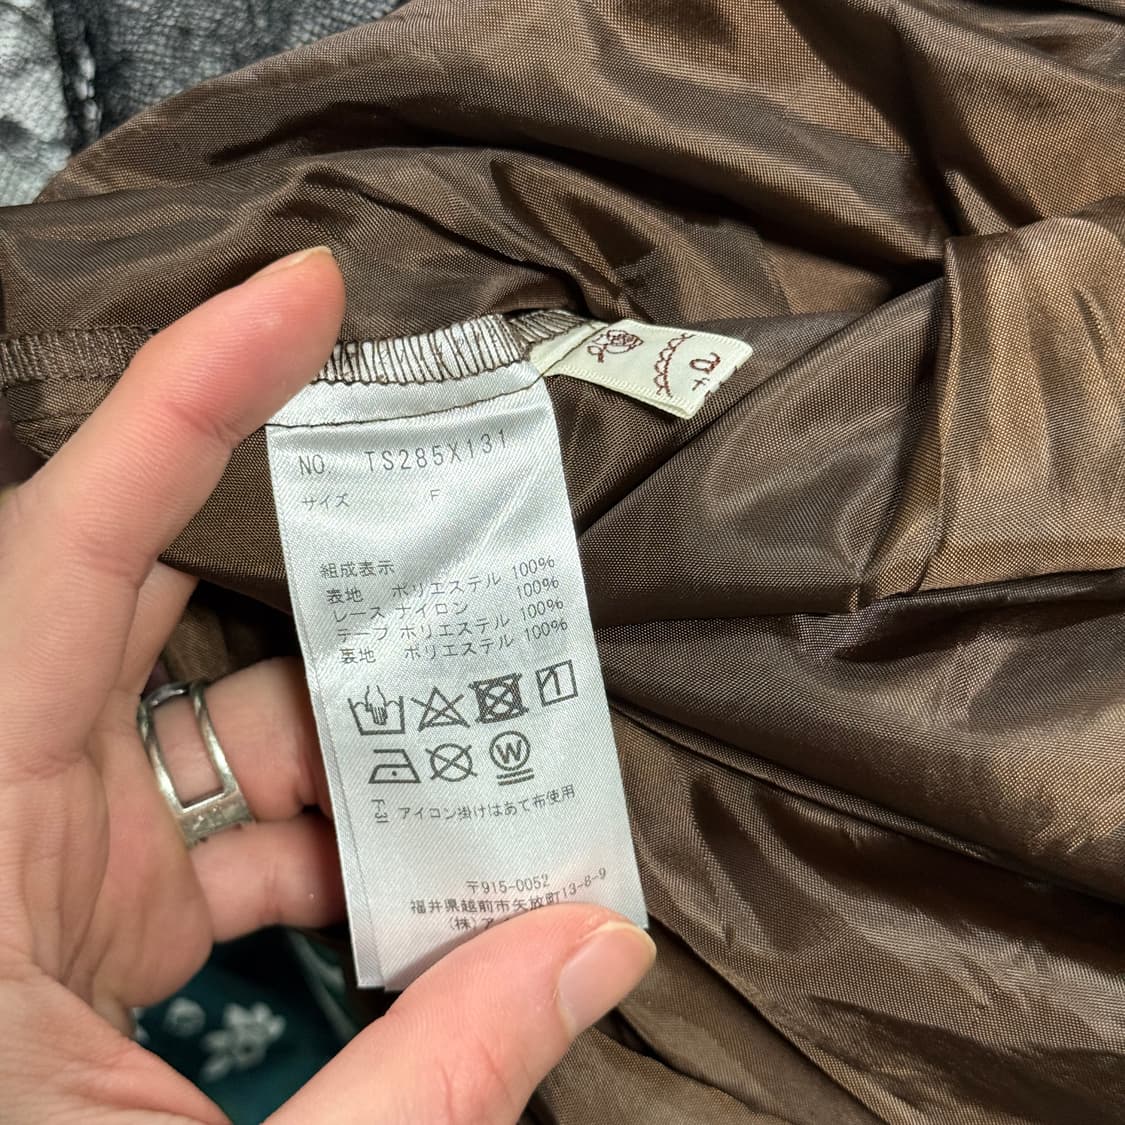 NO. TS285X131
サイズ F
組成表示
表地 ポリエステル 100%
レース ナイロン 100%
テープ ポリエステル 100%
裏地 ポリエステル 100%
W
アイロン掛けはあて布使用
〒915-0052
福井県越前市矢放町13-8-9
(株)ア
a